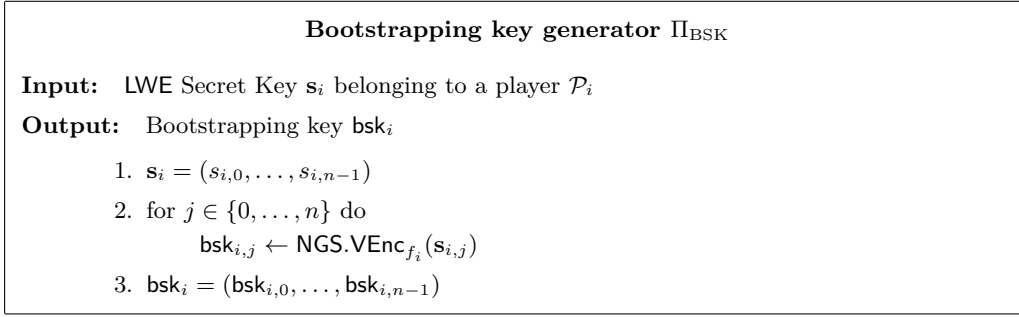 Bootstrapping key generator Π_BSK
Input: LWE Secret Key 𝐬_i belonging to a player 𝒫_i
Output: Bootstrapping key bsk_i
1. 𝐬_i = (s_{i,0}, . . . , s_{i,n−1})
2. for j ∈ {0, . . . , n} do
bsk_{i,j} ← NGS.VEnc_{f_i}(𝐬_{i,j})
3. bsk_i = (bsk_{i,0}, . . . , bsk_{i,n−1})